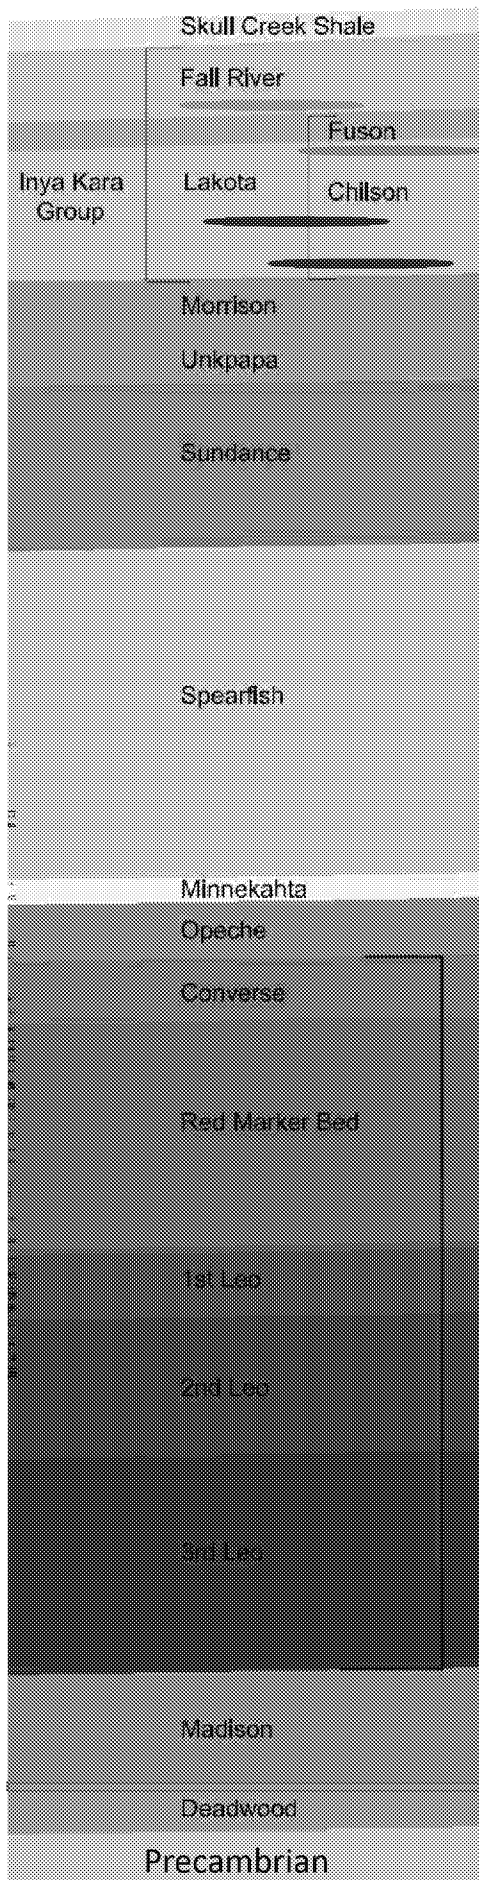 Skull Creek Shale
Fall River
Fuson
Inya Kara
Group
Lakota
Chilson
Morrison
Unkpapa
Sundance
Spearfish
Minnekahta
Opeche
Converse
Red Marker Bed
1st Leo
2nd Leo
3rd Leo
Madison
Deadwood
Precambrian